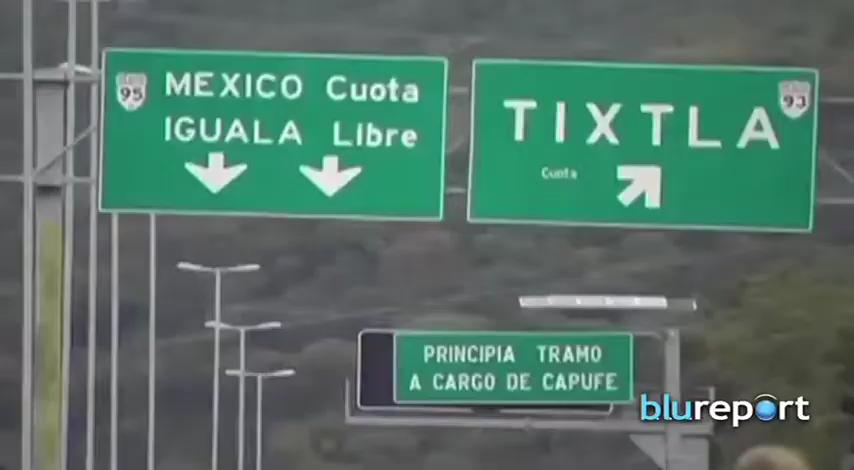 95
MEXICO Cuota
IGUALA Libre
93
TIXTLA
Cuota
PRINCIPIA TRAMO
A CARGO DE CAPUFE
blureport